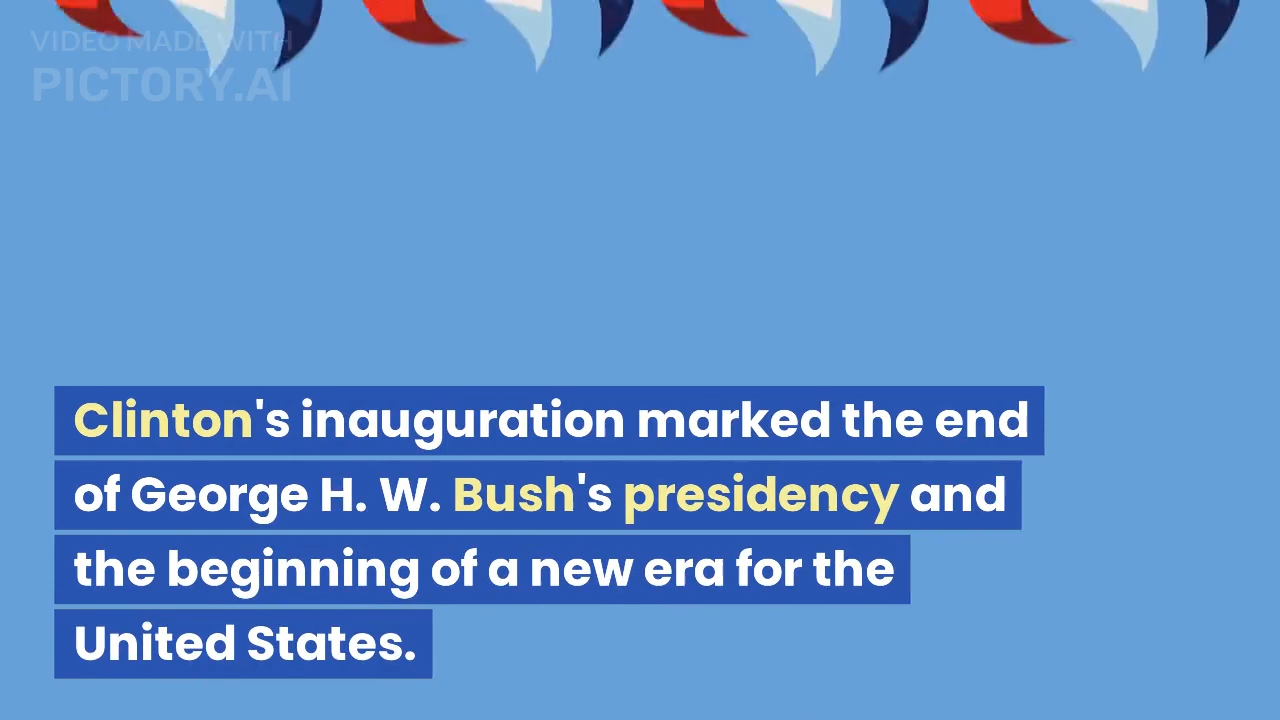 VIDEO MADE WITH
PICTORY.AI
Clinton's inauguration marked the end
of George H. W. Bush's presidency and
the beginning of a new era for the
United States.